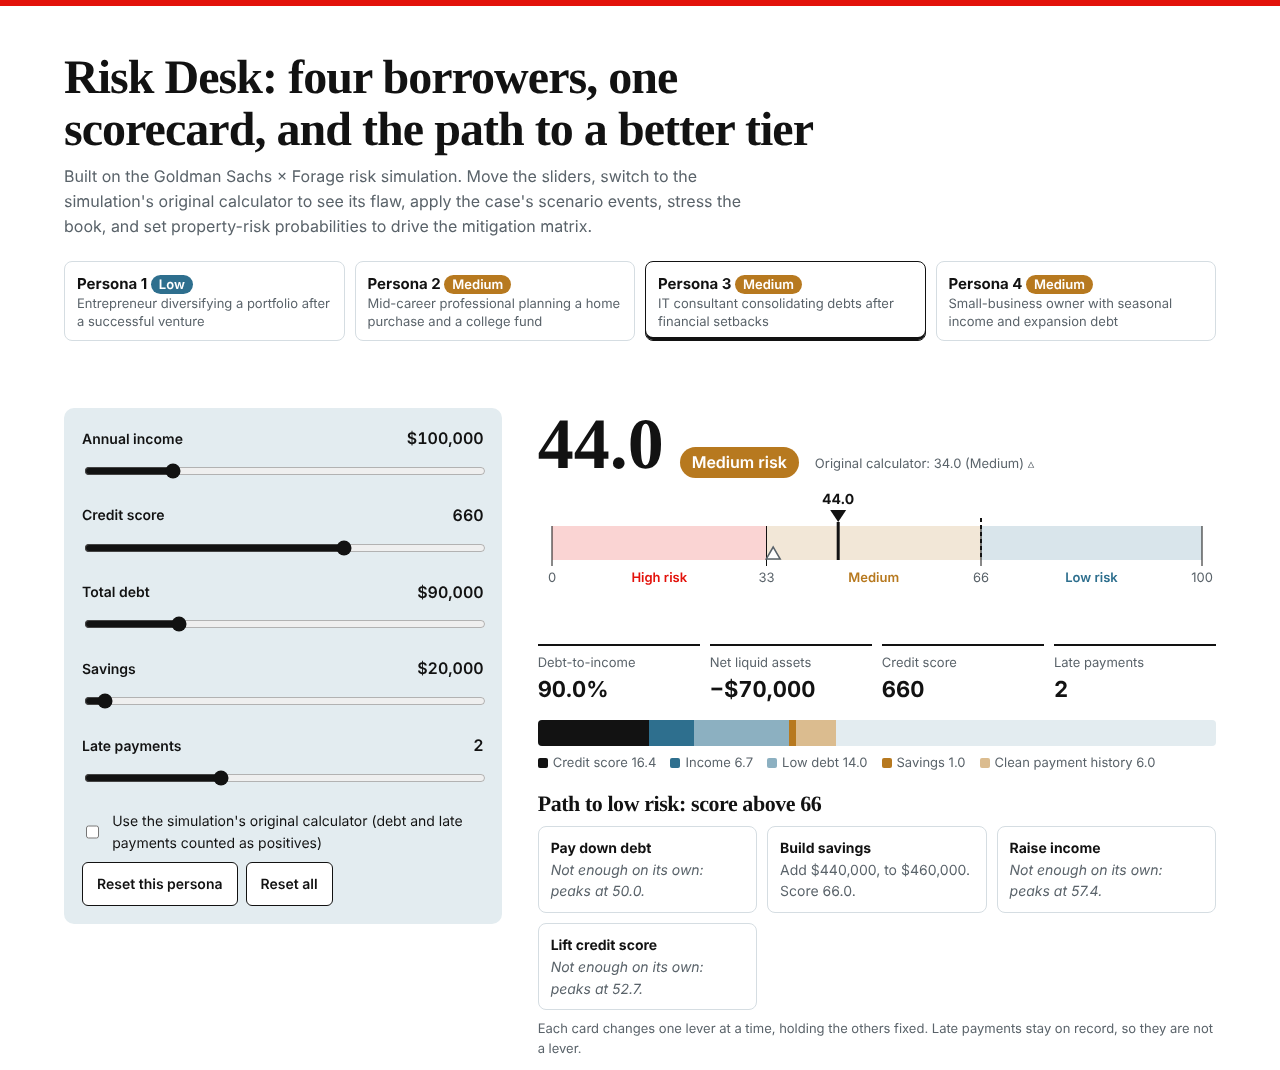 Risk Desk: four borrowers, one
scorecard, and the path to a better tier
Built on the Goldman Sachs × Forage risk simulation. Move the sliders, switch to the
simulation's original calculator to see its flaw, apply the case's scenario events, stress the
book, and set property-risk probabilities to drive the mitigation matrix.
Persona 1 Low
Entrepreneur diversifying a portfolio after
a successful venture
Persona 2 Medium
Mid-career professional planning a home
purchase and a college fund
Persona 3 Medium
IT consultant consolidating debts after
financial setbacks
Persona 4 Medium
Small-business owner with seasonal
income and expansion debt
Annual income $100,000
Credit score 660
Total debt $90,000
Savings $20,000
Late payments 2
Use the simulation's original calculator (debt and late
payments counted as positives)
Reset this persona Reset all
44.0 Medium risk Original calculator: 34.0 (Medium) ▵
44.0
0 High risk 33 Medium 66 Low risk 100
Debt-to-income
90.0%
Net liquid assets
−$70,000
Credit score
660
Late payments
2
Credit score 16.4 Income 6.7 Low debt 14.0 Savings 1.0 Clean payment history 6.0
Path to low risk: score above 66
Pay down debt
Not enough on its own:
peaks at 50.0.
Build savings
Add $440,000, to $460,000.
Score 66.0.
Raise income
Not enough on its own:
peaks at 57.4.
Lift credit score
Not enough on its own:
peaks at 52.7.
Each card changes one lever at a time, holding the others fixed. Late payments stay on record, so they are not
a lever.